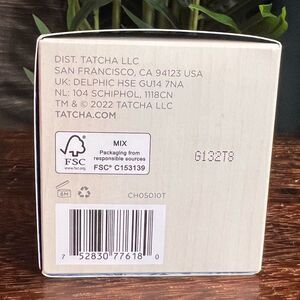 DIST. TATCHA LLC
SAN FRANCISCO, CA 94123 USA
UK: DELPHIC HSE GU14 7NA
NL: 104 SCHIPHOL, 1118CN
TM & © 2022 TATCHA LLC
TATCHA.COM
FSC
MIX
Packaging from
responsible sources
FSC® C153139
G132T8
6M
CH05010T
7 52830 77618 0